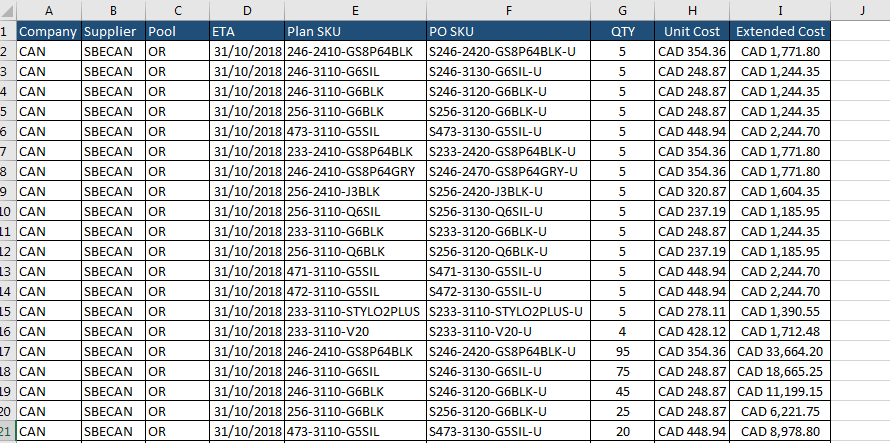 A B C D E F G H I J
1 Company Supplier Pool ETA Plan SKU PO SKU QTY Unit Cost Extended Cost
2 CAN SBECAN OR 31/10/2018 246-2410-GS8P64BLK S246-2420-GS8P64BLK-U 5 CAD 354.36 CAD 1,771.80
3 CAN SBECAN OR 31/10/2018 246-3110-G6SIL S246-3130-G6SIL-U 5 CAD 248.87 CAD 1,244.35
4 CAN SBECAN OR 31/10/2018 246-3110-G6BLK S246-3120-G6BLK-U 5 CAD 248.87 CAD 1,244.35
5 CAN SBECAN OR 31/10/2018 256-3110-G6BLK S256-3120-G6BLK-U 5 CAD 248.87 CAD 1,244.35
6 CAN SBECAN OR 31/10/2018 473-3110-G5SIL S473-3130-G5SIL-U 5 CAD 448.94 CAD 2,244.70
7 CAN SBECAN OR 31/10/2018 233-2410-GS8P64BLK S233-2420-GS8P64BLK-U 5 CAD 354.36 CAD 1,771.80
8 CAN SBECAN OR 31/10/2018 246-2410-GS8P64GRY S246-2470-GS8P64GRY-U 5 CAD 354.36 CAD 1,771.80
9 CAN SBECAN OR 31/10/2018 256-2410-J3BLK S256-2420-J3BLK-U 5 CAD 320.87 CAD 1,604.35
10 CAN SBECAN OR 31/10/2018 256-3110-Q6SIL S256-3130-Q6SIL-U 5 CAD 237.19 CAD 1,185.95
11 CAN SBECAN OR 31/10/2018 233-3110-G6BLK S233-3120-G6BLK-U 5 CAD 248.87 CAD 1,244.35
12 CAN SBECAN OR 31/10/2018 256-3110-Q6BLK S256-3120-Q6BLK-U 5 CAD 237.19 CAD 1,185.95
13 CAN SBECAN OR 31/10/2018 471-3110-G5SIL S471-3130-G5SIL-U 5 CAD 448.94 CAD 2,244.70
14 CAN SBECAN OR 31/10/2018 472-3110-G5SIL S472-3130-G5SIL-U 5 CAD 448.94 CAD 2,244.70
15 CAN SBECAN OR 31/10/2018 233-3110-STYLO2PLUS S233-3110-STYLO2PLUS-U 5 CAD 278.11 CAD 1,390.55
16 CAN SBECAN OR 31/10/2018 233-3110-V20 S233-3110-V20-U 4 CAD 428.12 CAD 1,712.48
17 CAN SBECAN OR 31/10/2018 246-2410-GS8P64BLK S246-2420-GS8P64BLK-U 95 CAD 354.36 CAD 33,664.20
18 CAN SBECAN OR 31/10/2018 246-3110-G6SIL S246-3130-G6SIL-U 75 CAD 248.87 CAD 18,665.25
19 CAN SBECAN OR 31/10/2018 246-3110-G6BLK S246-3120-G6BLK-U 45 CAD 248.87 CAD 11,199.15
20 CAN SBECAN OR 31/10/2018 256-3110-G6BLK S256-3120-G6BLK-U 25 CAD 248.87 CAD 6,221.75
21 CAN SBECAN OR 31/10/2018 473-3110-G5SIL S473-3130-G5SIL-U 20 CAD 448.94 CAD 8,978.80